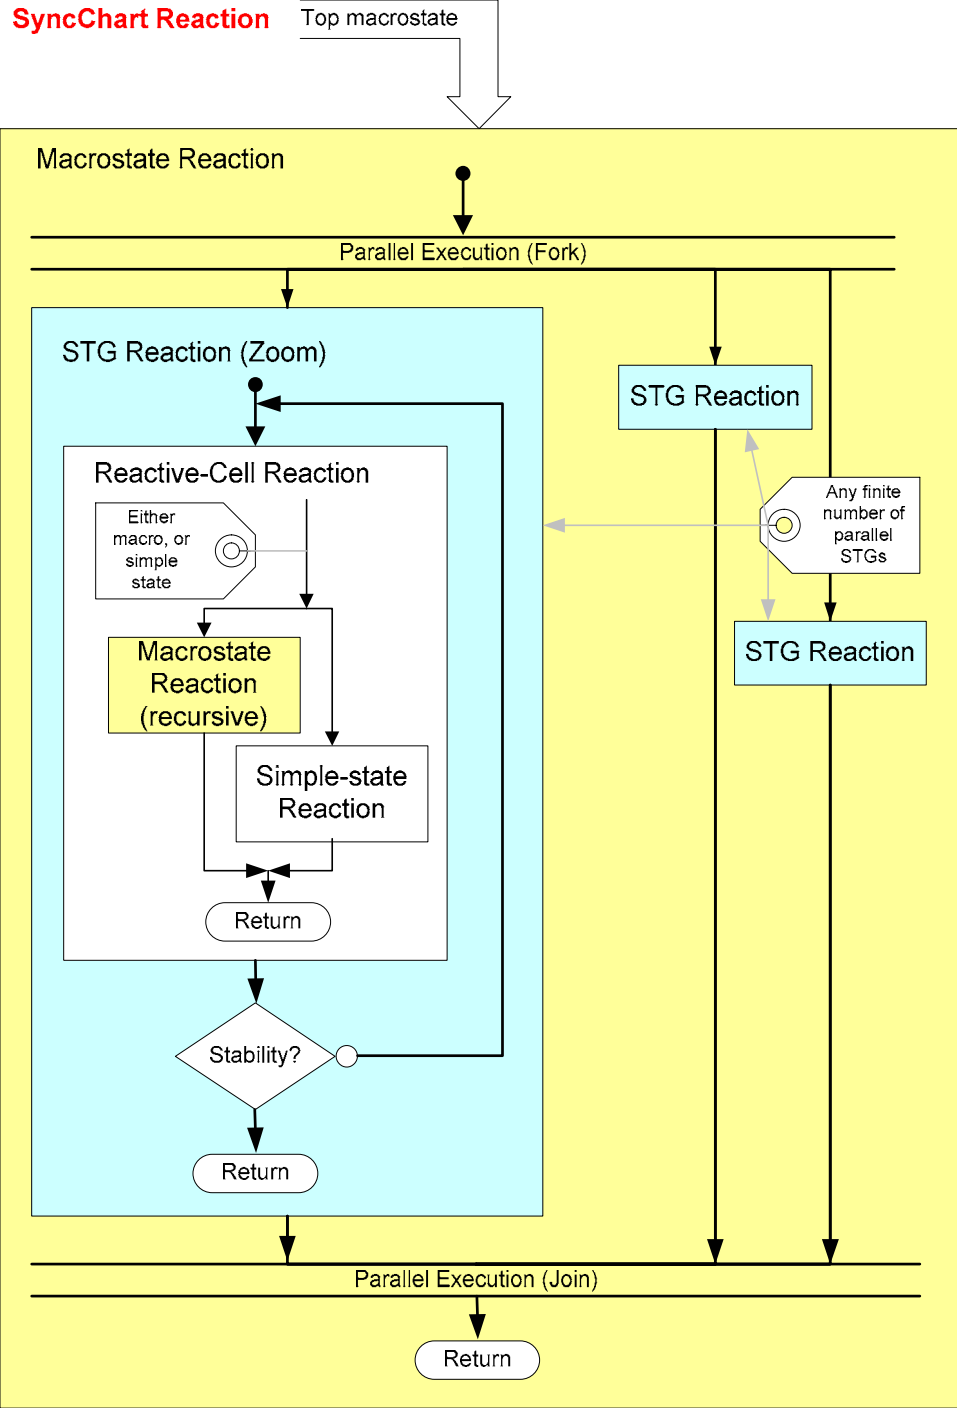 SyncChart Reaction
Top macrostate
Macrostate Reaction
Parallel Execution (Fork)
STG Reaction (Zoom)
STG Reaction
Reactive-Cell Reaction
Either
macro, or
simple
state
Any finite
number of
parallel
STGs
Macrostate
Reaction
(recursive)
STG Reaction
Simple-state
Reaction
Return
Stability?
Return
Parallel Execution (Join)
Return